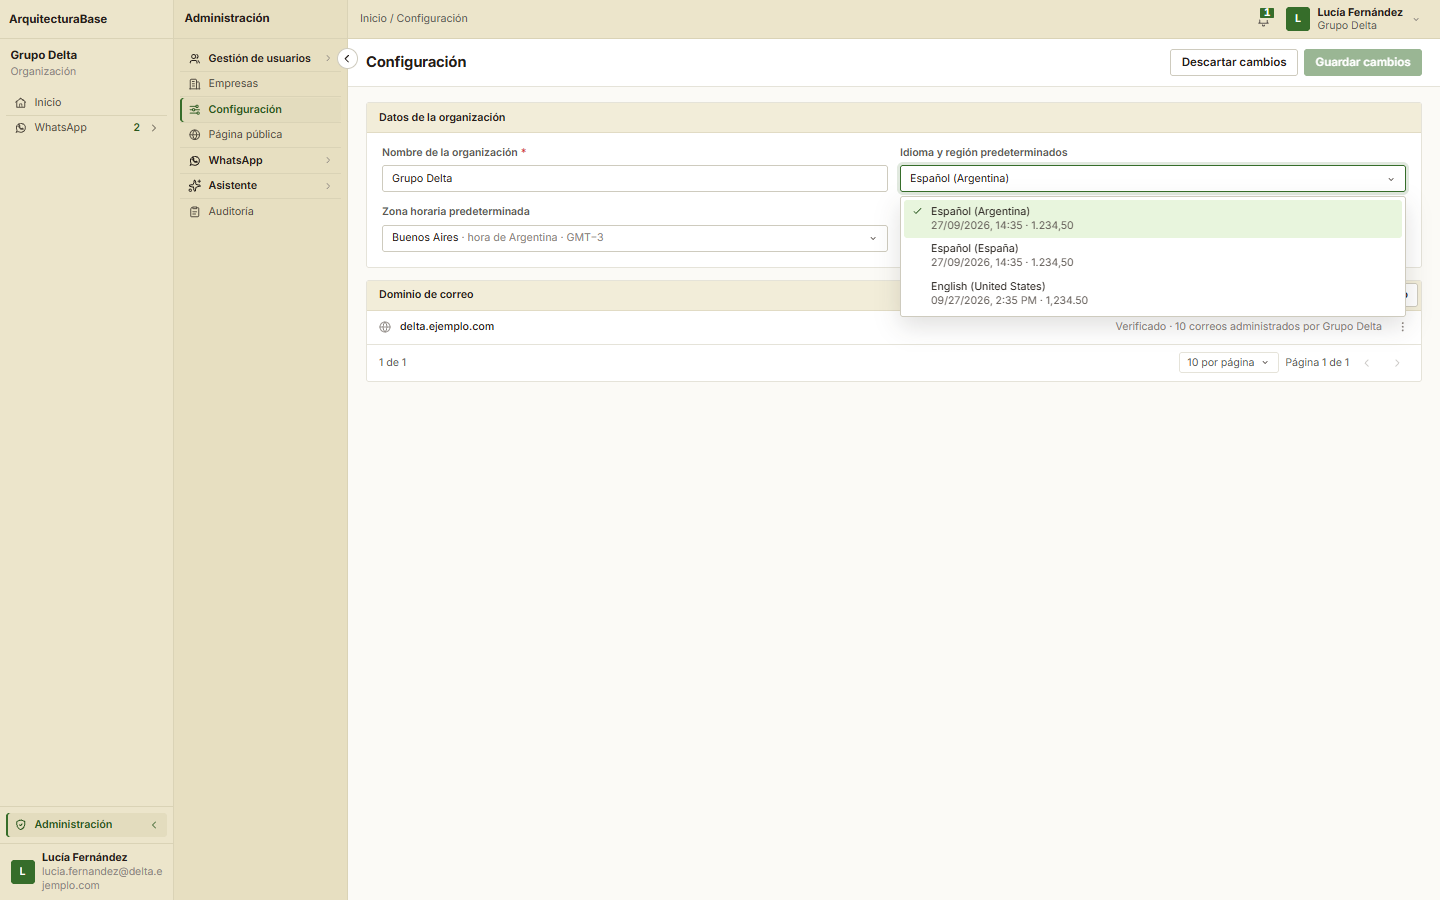 ArquitecturaBase
Grupo Delta
Organización
Inicio
WhatsApp 2
Administración
Lucía Fernández
lucia.fernandez@delta.e
jemplo.com
Administración
Gestión de usuarios
Empresas
Configuración
Página pública
WhatsApp
Asistente
Auditoría
Inicio / Configuración
1
L
Lucía Fernández
Grupo Delta
Configuración
Descartar cambios
Guardar cambios
Datos de la organización
Nombre de la organización *
Grupo Delta
Idioma y región predeterminados
Español (Argentina)
Español (Argentina)
27/09/2026, 14:35 · 1.234,50
Español (España)
27/09/2026, 14:35 · 1.234,50
English (United States)
09/27/2026, 2:35 PM · 1,234.50
Zona horaria predeterminada
Buenos Aires · hora de Argentina · GMT−3
Dominio de correo
delta.ejemplo.com
Verificado · 10 correos administrados por Grupo Delta
1 de 1
10 por página
Página 1 de 1
L